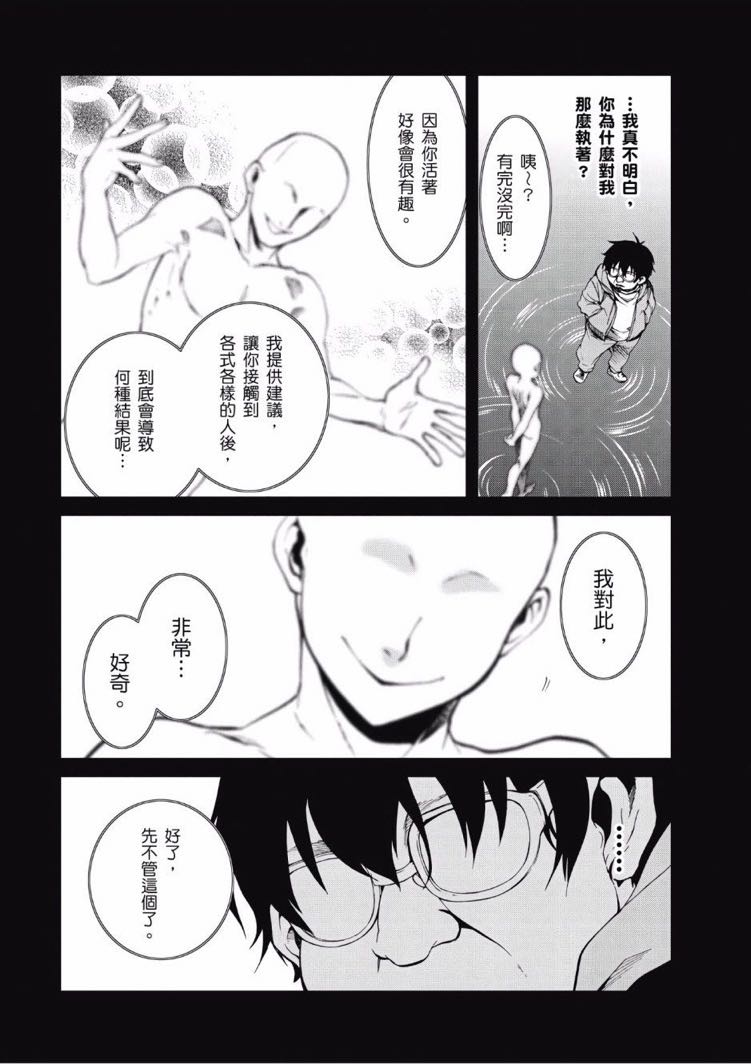 …我真不明白，
你為什麼對我
那麼執著？
咦～？
有完沒完啊…
因為你活著
好像會很有趣。
我提供建議，
讓你接觸到
各式各樣的人後，
到底會導致
何種結果呢…
我對此，
非常…
好奇。
……
好了，
先不管這個了。